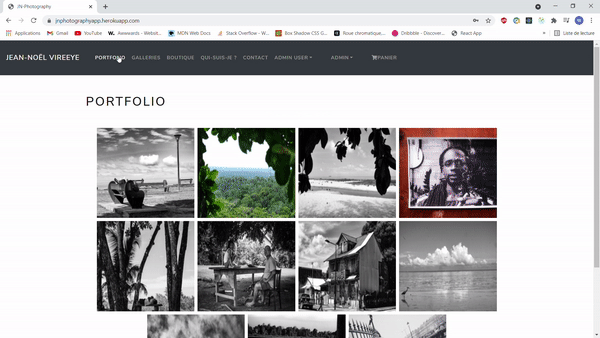 JN-Photography
jnphotographyapp.herokuapp.com
Applications Gmail YouTube Awwwards - Websit... MDN Web Docs Stack Overflow - W... Box Shadow CSS G... Roue chromatique,... Dribbble - Discover... React App Liste de lecture
JEAN-NOËL VIREEYE PORTFOLIO GALLERIES BOUTIQUE QUI-SUIS-JE ? CONTACT ADMIN USER ADMIN PANIER
PORTFOLIO